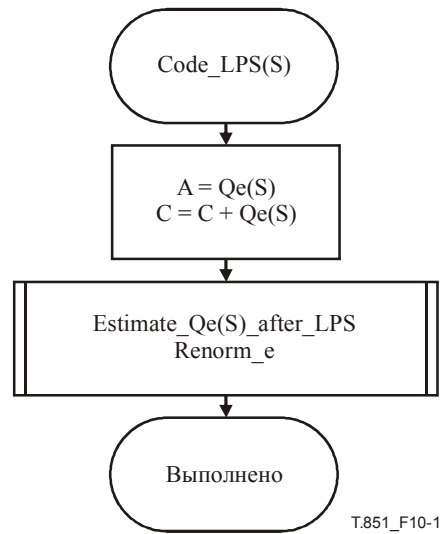 Code_LPS(S)
A = Qe(S)
C = C + Qe(S)
Estimate_Qe(S)_after_LPS
Renorm_e
Выполнено
T.851_F10-1